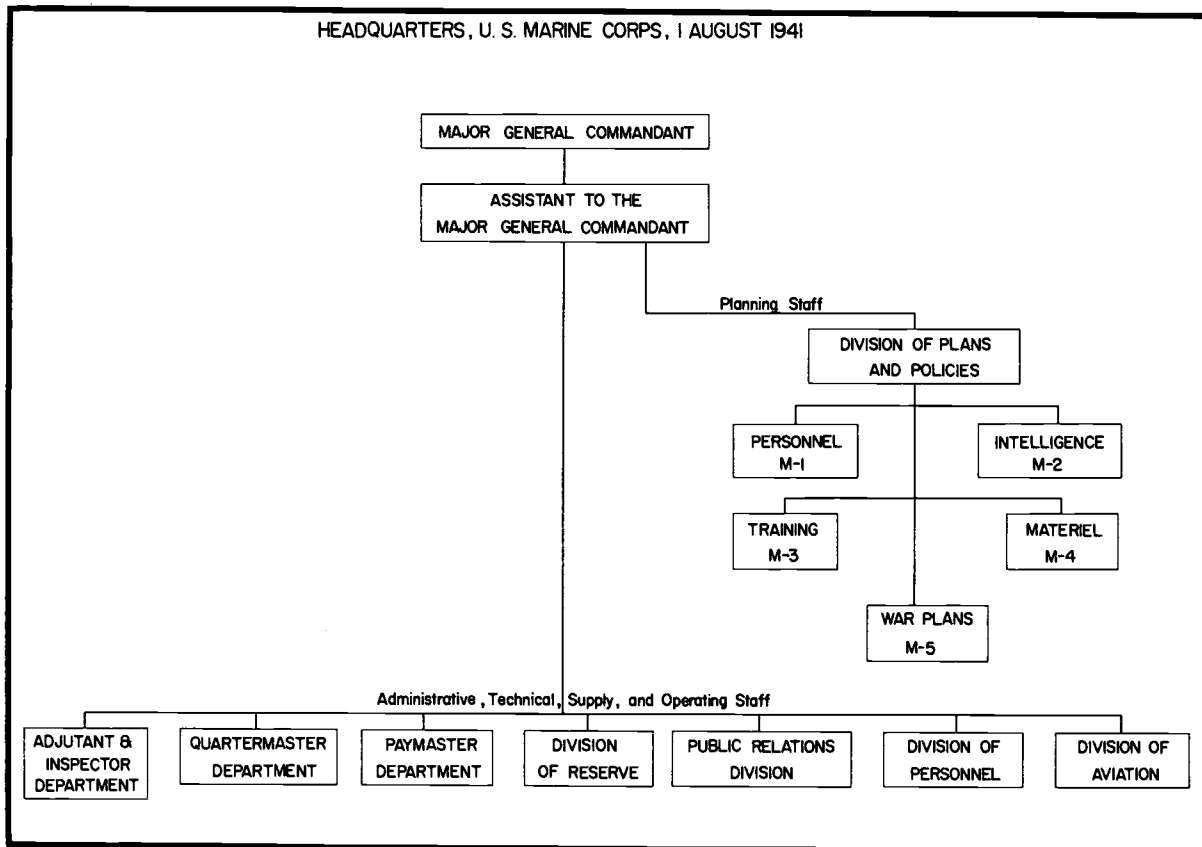 HEADQUARTERS, U. S. MARINE CORPS, 1 AUGUST 1941
MAJOR GENERAL COMMANDANT
ASSISTANT TO THE
MAJOR GENERAL COMMANDANT
Planning Staff
DIVISION OF PLANS
AND POLICIES
PERSONNEL
M-1
INTELLIGENCE
M-2
TRAINING
M-3
MATERIEL
M-4
WAR PLANS
M-5
Administrative, Technical, Supply, and Operating Staff
ADJUTANT &
INSPECTOR
DEPARTMENT
QUARTERMASTER
DEPARTMENT
PAYMASTER
DEPARTMENT
DIVISION
OF RESERVE
PUBLIC RELATIONS
DIVISION
DIVISION OF
PERSONNEL
DIVISION OF
AVIATION